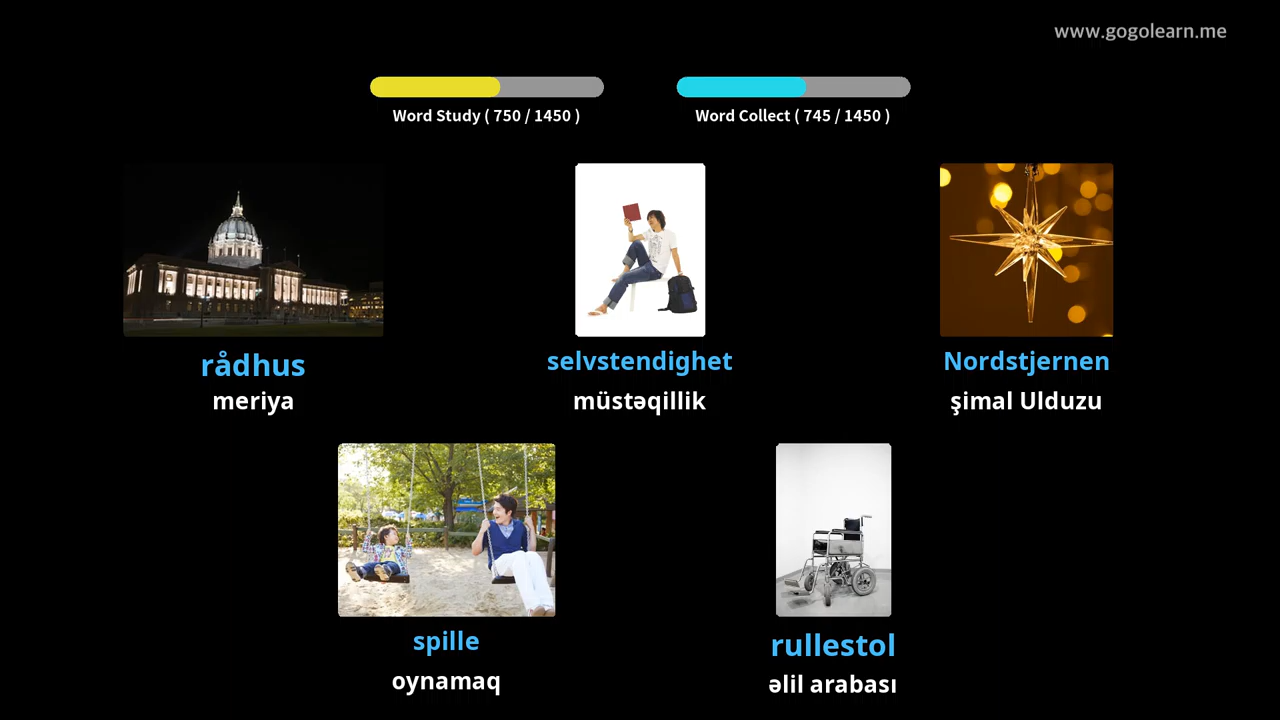 www.gogolearn.me
Word Study ( 750 / 1450 )
Word Collect ( 745 / 1450 )
rådhus
meriya
selvstendighet
müstəqillik
Nordstjernen
şimal Ulduzu
spille
oynamaq
rullestol
əlil arabası